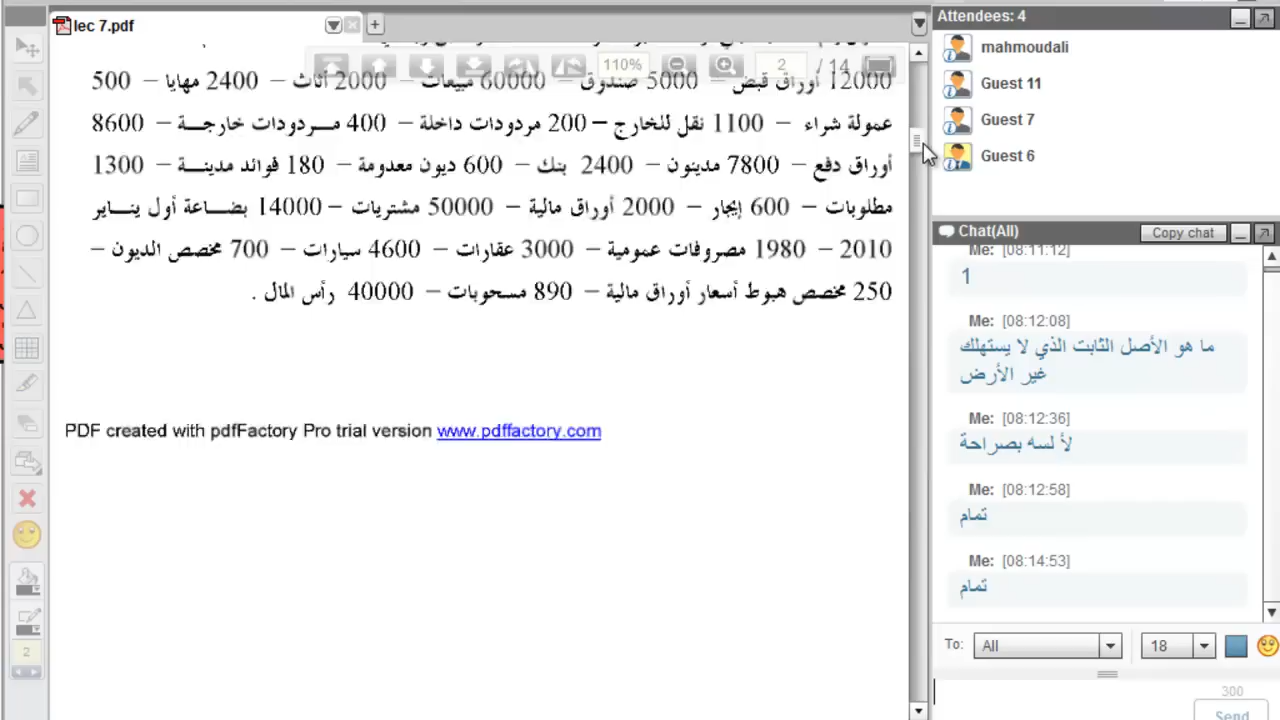 lec 7.pdf
110%
2
/ 14
12000 أوراق قبض – 5000 صندوق – 60000 مبيعات – 2000 أثاث – 2400 مهايا – 500
عمولة شراء – 1100 نقل للخارج – 200 مردودات داخلة – 400 مردودات خارجة – 8600
أوراق دفع – 7800 مدينون – 2400 بنك – 600 ديون معدومة – 180 فوائد مدينة – 1300
مطلوبات – 600 إيجار – 2000 أوراق مالية – 50000 مشتريات – 14000 بضاعة أول يناير
2010 – 1980 مصروفات عمومية – 3000 عقارات – 4600 سيارات – 700 مخصص الديون –
250 مخصص هبوط أسعار أوراق مالية – 890 مسحوبات – 40000 رأس المال .
PDF created with pdfFactory Pro trial version www.pdffactory.com
2
Attendees: 4
mahmoudali
Guest 11
Guest 7
Guest 6
Chat(All)
Copy chat
Me: [08:11:12]
1
Me: [08:12:08]
ما هو الأصل الثابت الذي لا يستهلك
غير الأرض
Me: [08:12:36]
لأ لسه بصراحة
Me: [08:12:58]
تمام
Me: [08:14:53]
تمام
To: All 18
300
Send